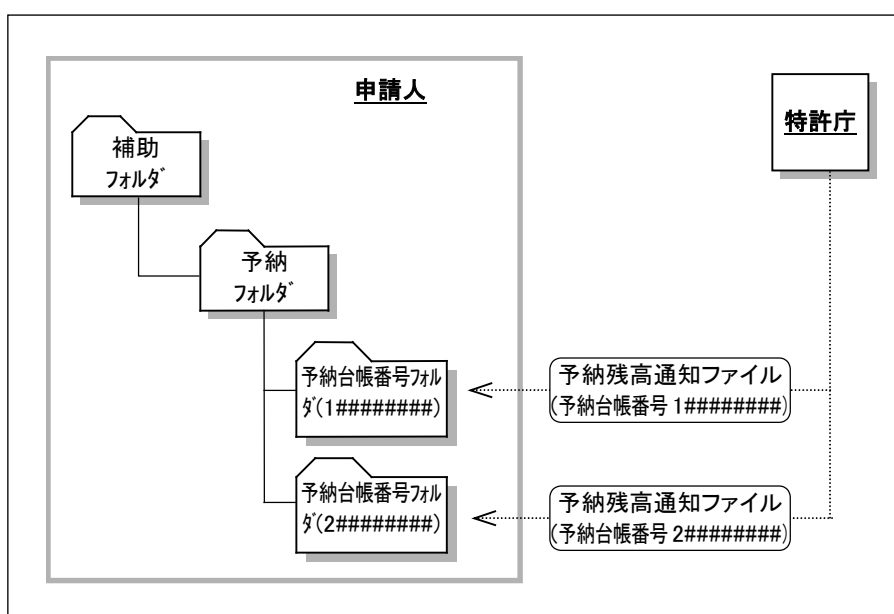 申請人
特許庁
補助
フォルダ
予納
フォルダ
予納台帳番号フォル
ダ(1########)
予納残高通知ファイル
(予納台帳番号 1########)
予納台帳番号フォル
ダ(2########)
予納残高通知ファイル
(予納台帳番号 2########)